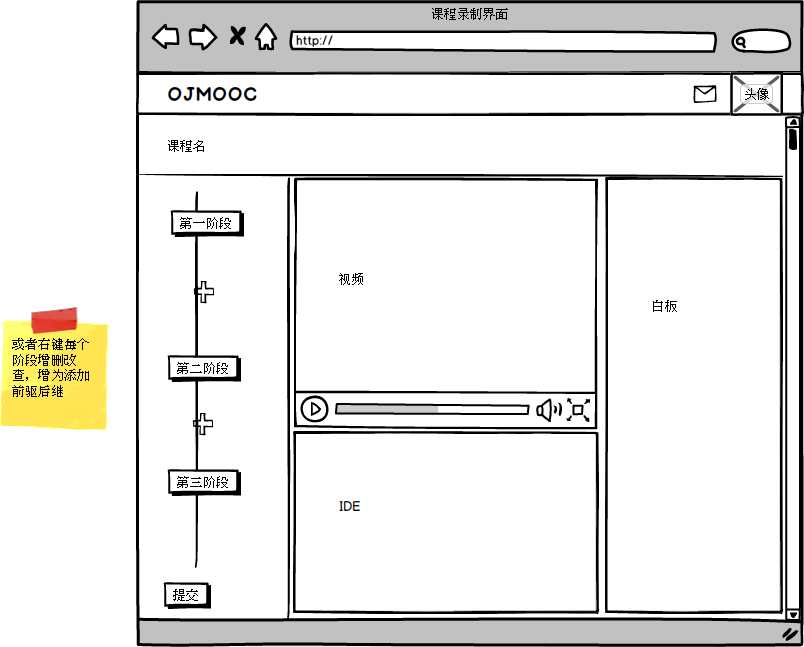 课程录制界面
http://
OJMOOC
头像
课程名
第一阶段
第二阶段
第三阶段
提交
视频
IDE
白板
或者右键每个
阶段增删改
查，增为添加
前驱后继